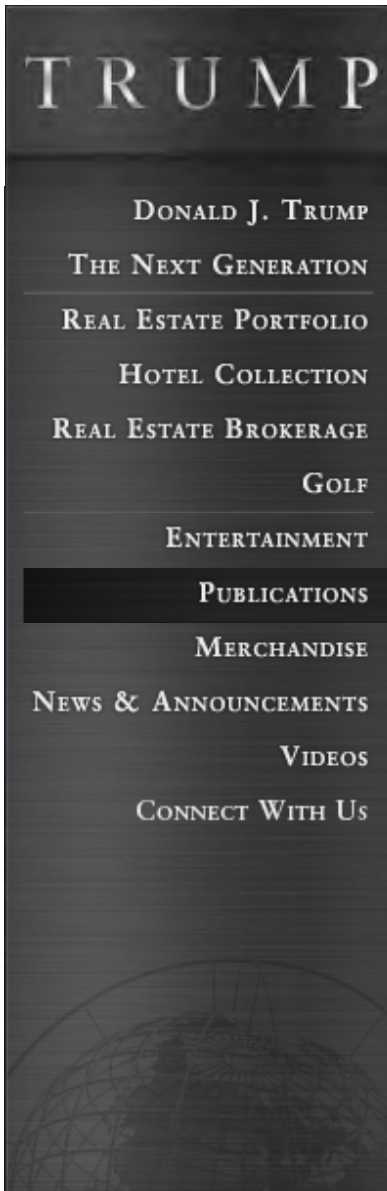 TRUMP
Donald J. Trump
The Next Generation
Real Estate Portfolio
Hotel Collection
Real Estate Brokerage
Golf
Entertainment
Publications
Merchandise
News & Announcements
Videos
Connect With Us